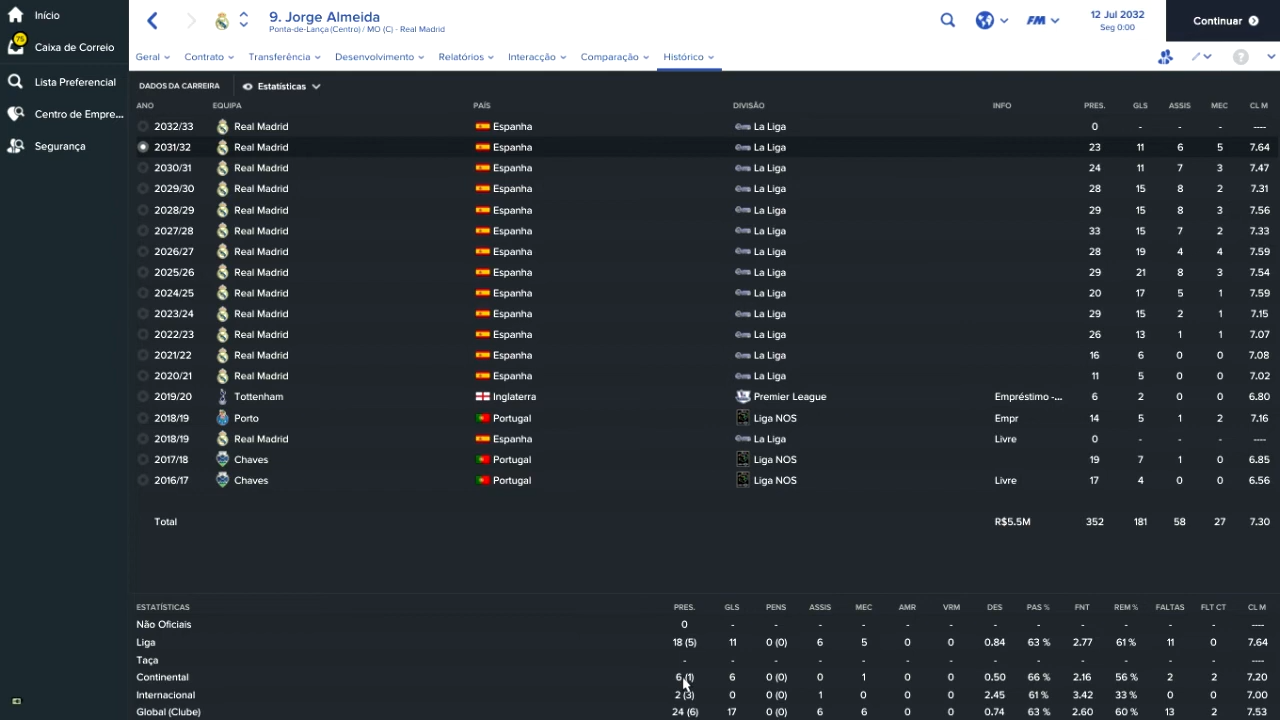 Início
75
Caixa de Correio
Lista Preferencial
Centro de Empre...
Segurança
9. Jorge Almeida
Ponta-de-Lança (Centro) / MO (C) - Real Madrid
FM
12 Jul 2032
Seg 0:00
Continuar
Geral Contrato Transferência Desenvolvimento Relatórios Interacção Comparação Histórico
DADOS DA CARREIRA Estatísticas
ANO EQUIPA PAÍS DIVISÃO INFO PRES. GLS ASSIS MEC CL M
2032/33 Real Madrid Espanha La Liga 0 - - - ----
2031/32 Real Madrid Espanha La Liga 23 11 6 5 7.64
2030/31 Real Madrid Espanha La Liga 24 11 7 3 7.47
2029/30 Real Madrid Espanha La Liga 28 15 8 2 7.31
2028/29 Real Madrid Espanha La Liga 29 15 8 3 7.56
2027/28 Real Madrid Espanha La Liga 33 15 7 2 7.33
2026/27 Real Madrid Espanha La Liga 28 19 4 4 7.59
2025/26 Real Madrid Espanha La Liga 29 21 8 3 7.54
2024/25 Real Madrid Espanha La Liga 20 17 5 1 7.59
2023/24 Real Madrid Espanha La Liga 29 15 2 1 7.15
2022/23 Real Madrid Espanha La Liga 26 13 1 1 7.07
2021/22 Real Madrid Espanha La Liga 16 6 0 0 7.08
2020/21 Real Madrid Espanha La Liga 11 5 0 0 7.02
2019/20 Tottenham Inglaterra Premier League Empréstimo -... 6 2 0 0 6.80
2018/19 Porto Portugal Liga NOS Empr 14 5 1 2 7.16
2018/19 Real Madrid Espanha La Liga Livre 0 - - - ----
2017/18 Chaves Portugal Liga NOS 19 7 1 0 6.85
2016/17 Chaves Portugal Liga NOS Livre 17 4 0 0 6.56
Total R$5.5M 352 181 58 27 7.30
ESTATÍSTICAS PRES. GLS PENS ASSIS MEC AMR VRM DES PAS % FNT REM % FALTAS FLT CT CL M
Não Oficiais 0 - - - - - - - - - - - - ----
Liga 18 (5) 11 0 (0) 6 5 0 0 0.84 63 % 2.77 61 % 11 0 7.64
Taça - - - - - - - - - - - - - ----
Continental 6 (1) 6 0 (0) 0 1 0 0 0.50 66 % 2.16 56 % 2 2 7.20
Internacional 2 (3) 0 0 (0) 1 0 0 0 2.45 61 % 3.42 33 % 0 0 7.00
Global (Clube) 24 (6) 17 0 (0) 6 6 0 0 0.74 63 % 2.60 60 % 13 2 7.53